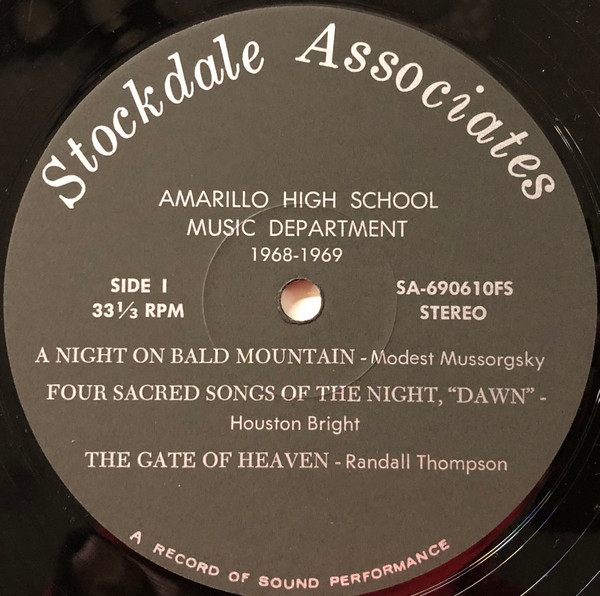 Stockdale Associates
AMARILLO HIGH SCHOOL
MUSIC DEPARTMENT
1968-1969
SIDE I
33⅓ RPM
SA-690610FS
STEREO
A NIGHT ON BALD MOUNTAIN - Modest Mussorgsky
FOUR SACRED SONGS OF THE NIGHT, “DAWN” -
Houston Bright
THE GATE OF HEAVEN - Randall Thompson
A RECORD OF SOUND PERFORMANCE